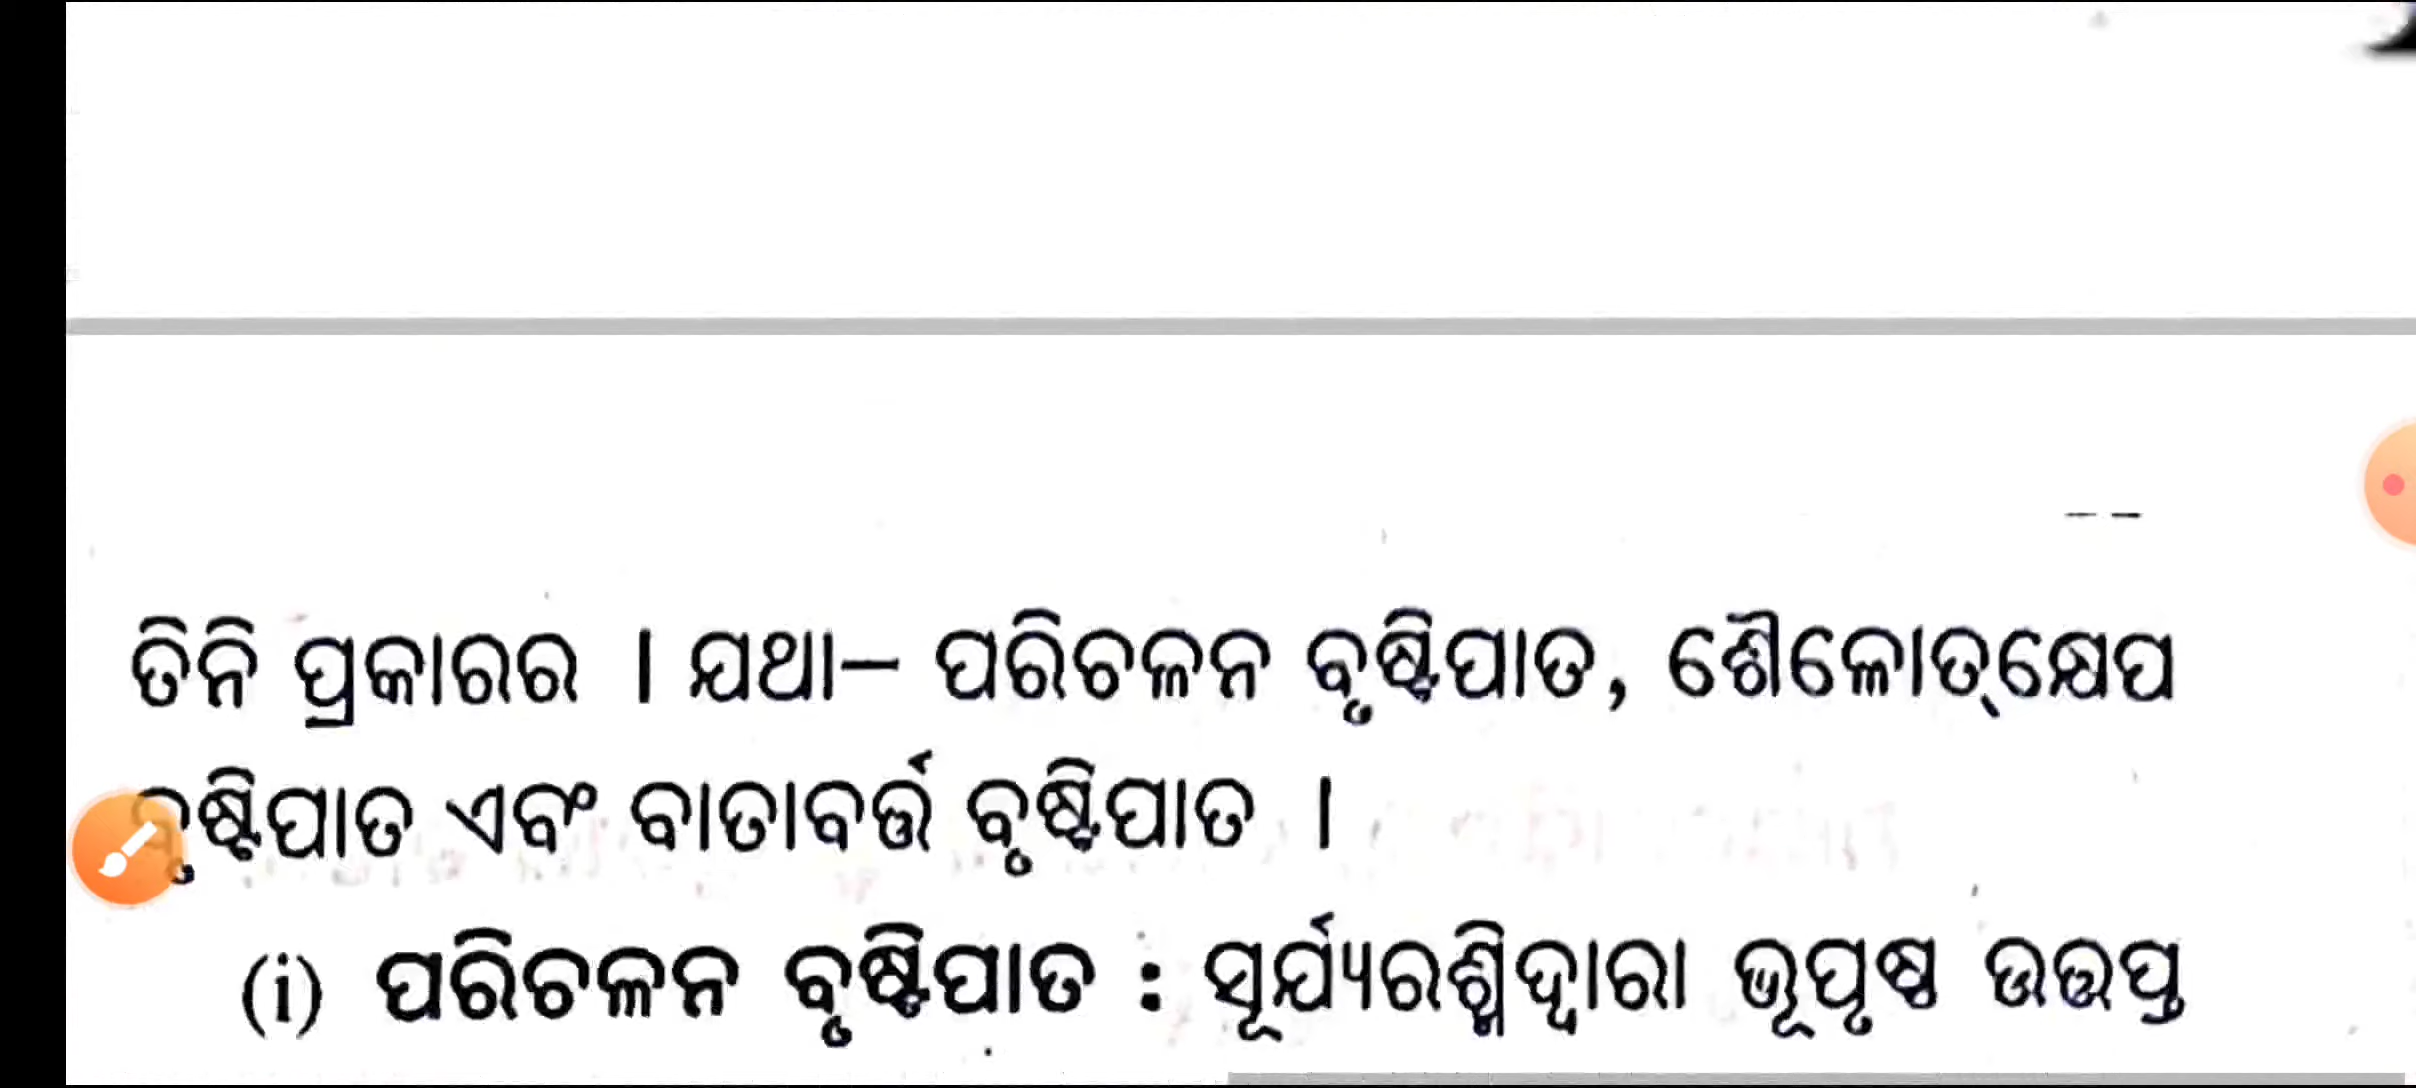 ତିନି ପ୍ରକାରର । ଯଥା– ପରିଚଳନ ବୃଷ୍ଟିପାତ, ଶୈଳୋତ୍‌କ୍ଷେପ
ବୃଷ୍ଟିପାତ ଏବଂ ବାତାବର୍ତ୍ତ ବୃଷ୍ଟିପାତ ।
(i) ପରିଚଳନ ବୃଷ୍ଟିପାତ : ସୂର୍ଯ୍ୟରଶ୍ମିଦ୍ୱାରା ଭୂପୃଷ୍ଠ ଉତ୍ତପ୍ତ